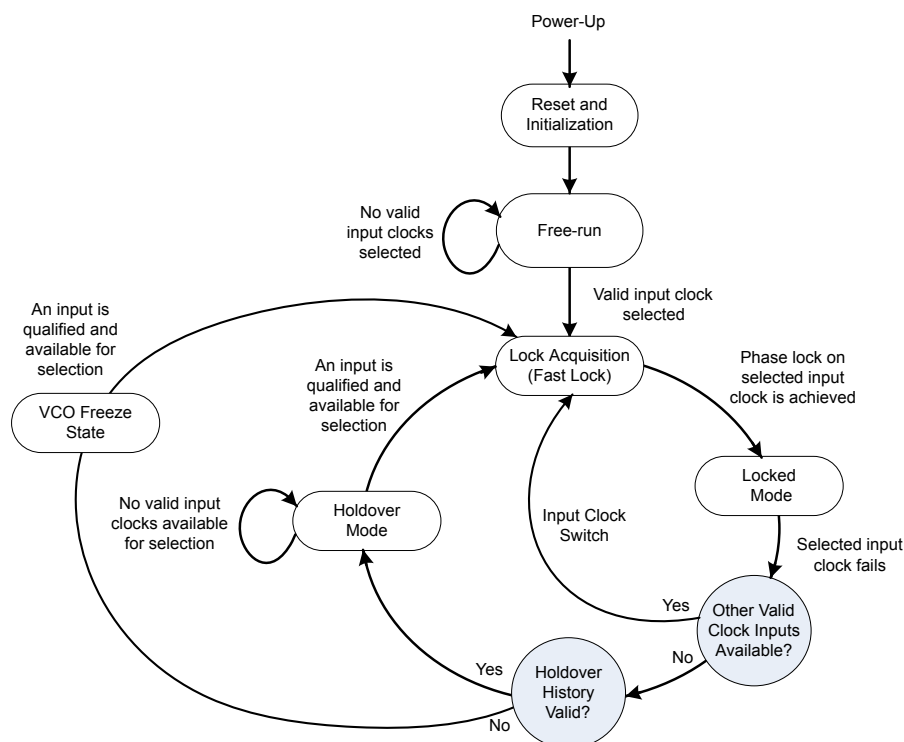 Power-Up
Reset and
Initialization
No valid
input clocks
selected
Free-run
Valid input clock
selected
An input is
qualified and
available for
selection
An input is
qualified and
available for
selection
Lock Acquisition
(Fast Lock)
Phase lock on
selected input
clock is achieved
VCO Freeze
State
Locked
Mode
No valid input
clocks available
for selection
Holdover
Mode
Input Clock
Switch
Selected input
clock fails
Yes
Other Valid
Clock Inputs
Available?
No
Yes
Holdover
History
Valid?
No